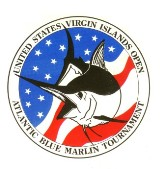 UNITED STATES VIRGIN ISLANDS OPEN
ATLANTIC BLUE MARLIN TOURNAMENT